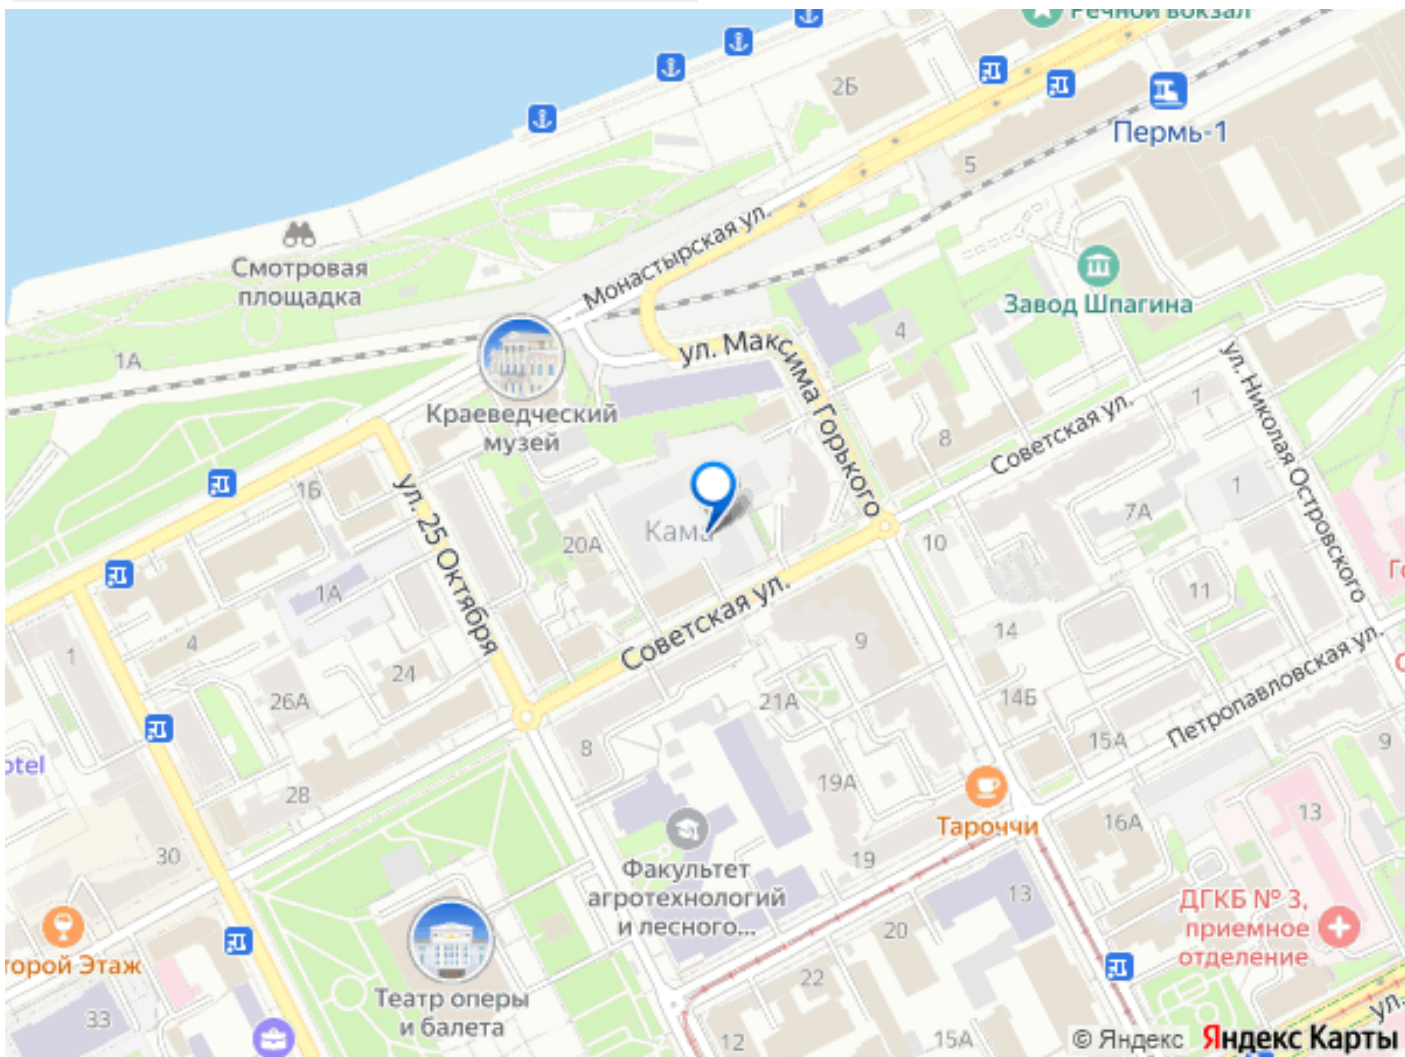 Речной вокзал
2Б
Пермь-1
5
Монастырская ул.
Смотровая
площадка
Завод Шпагина
4
1А
ул. Максима Горького
ул. Николая Островского
Краеведческий
музей
Советская ул.
1
8
1Б
ул. 25 Октября
1
7А
Кама
20А
10
1А
11
Советская ул.
14
9
4
1
24
Петропавловская ул.
14Б
26А
21А
15А
9
8
otel
19А
28
13
Тароччи
16А
30
19
Факультет
агротехнологий
и лесного...
13
ДГКБ № 3,
приемное
отделение
20
торой Этаж
22
Театр оперы
и балета
33
12
15А
ул.
© Яндекс Яндекс Карты